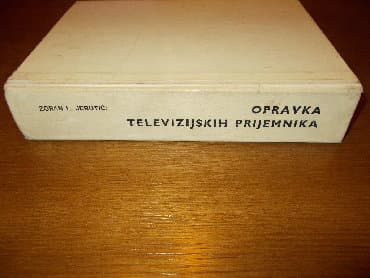 ZORAN L. JERUTIĆ:
OPRAVKA
TELEVIZIJSKIH PRIJEMNIKA